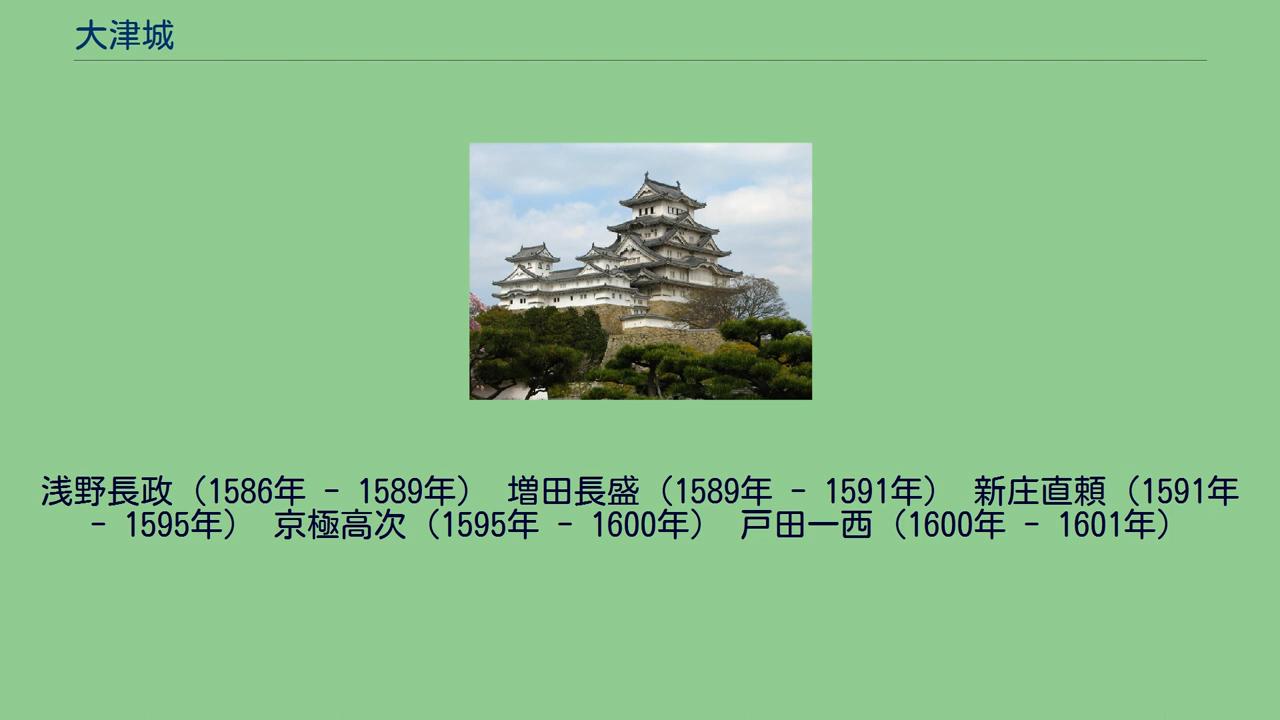 大津城
浅野長政（1586年 - 1589年）　増田長盛（1589年 - 1591年）　新庄直頼（1591年
- 1595年）　京極高次（1595年 - 1600年）　戸田一西（1600年 - 1601年）